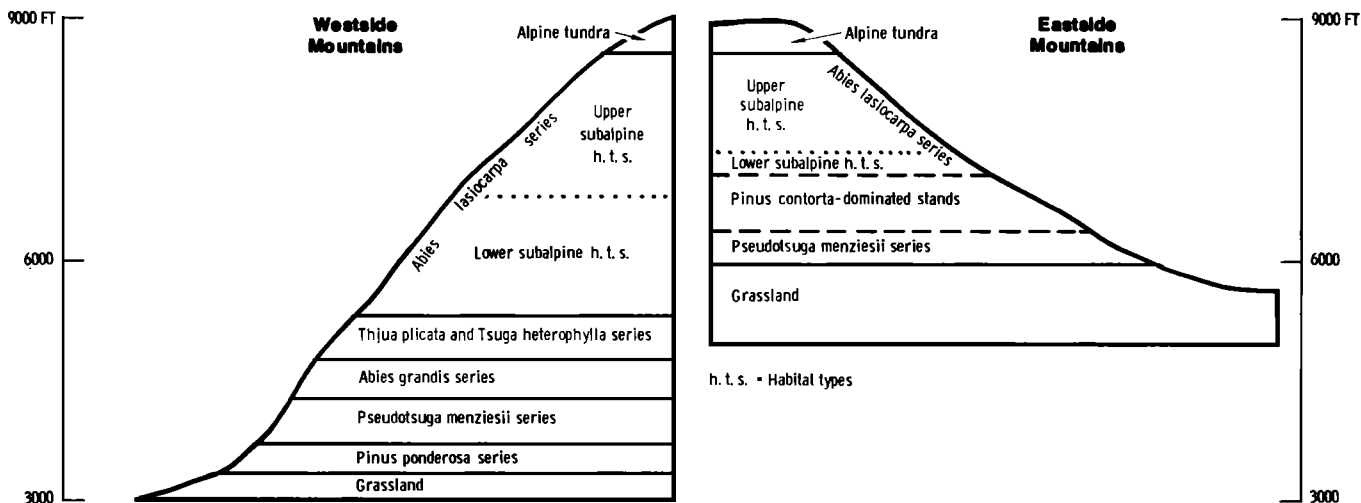 9000 FT
Westside
Mountains
Alpine tundra
Upper
subalpine
h. t. s.
Abies lasiocarpa series
6000
Lower subalpine h. t. s.
Thjua plicata and Tsuga heterophylla series
Abies grandis series
Pseudotsuga menziesii series
Pinus ponderosa series
Grassland
3000
9000 FT
Eastside
Mountains
Alpine tundra
Upper
subalpine
h. t. s.
Abies lasiocarpa series
Lower subalpine h. t. s.
Pinus contorta-dominated stands
Pseudotsuga menziesii series
6000
Grassland
h. t. s. = Habital types
3000